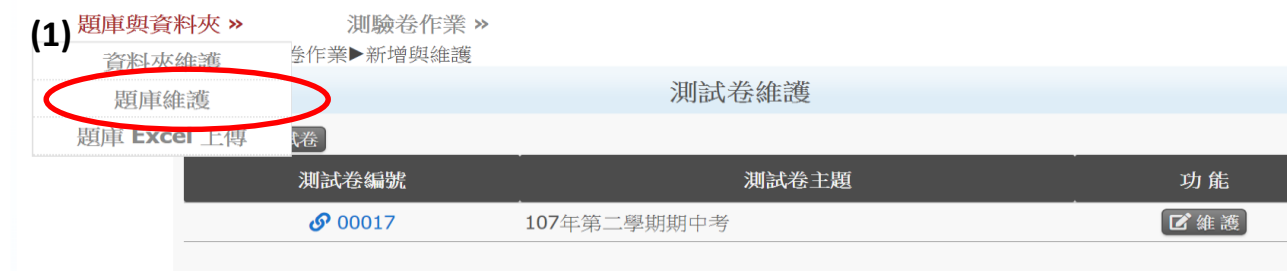 (1) 題庫與資料夾 » 測驗卷作業 »
資料夾維護 卷作業▶新增與維護
題庫維護 測試卷維護
題庫 Excel 上傳 試卷
測試卷編號 測試卷主題 功 能
00017 107年第二學期期中考 維 護